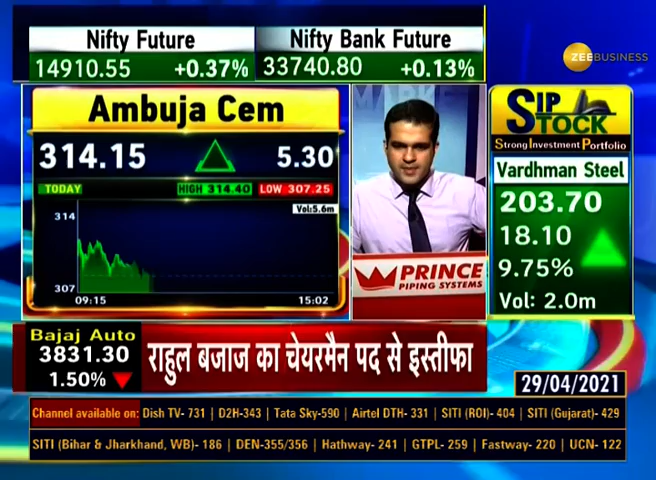 Nifty Future
14910.55 +0.37%
Nifty Bank Future
33740.80 +0.13%
ZEEBUSINESS
Ambuja Cem
314.15 5.30
TODAY HIGH 314.40 LOW 307.25
Vol:5.6m
314
307
09:15 15:02
MARKE
PRINCE
PIPING SYSTEMS
SIP
STOCK
Strong Investment Portfolio
Vardhman Steel
203.70
18.10
9.75%
Vol: 2.0m
Bajaj Auto
3831.30
1.50%
राहुल बजाज का चेयरमैन पद से इस्तीफा
29/04/2021
Channel available on: Dish TV- 731 | D2H-343 | Tata Sky-590 | Airtel DTH- 331 | SITI (ROI)- 404 | SITI (Gujarat)- 429
SITI (Bihar & Jharkhand, WB)- 186 | DEN-355/356 | Hathway- 241 | GTPL- 259 | Fastway- 220 | UCN- 122